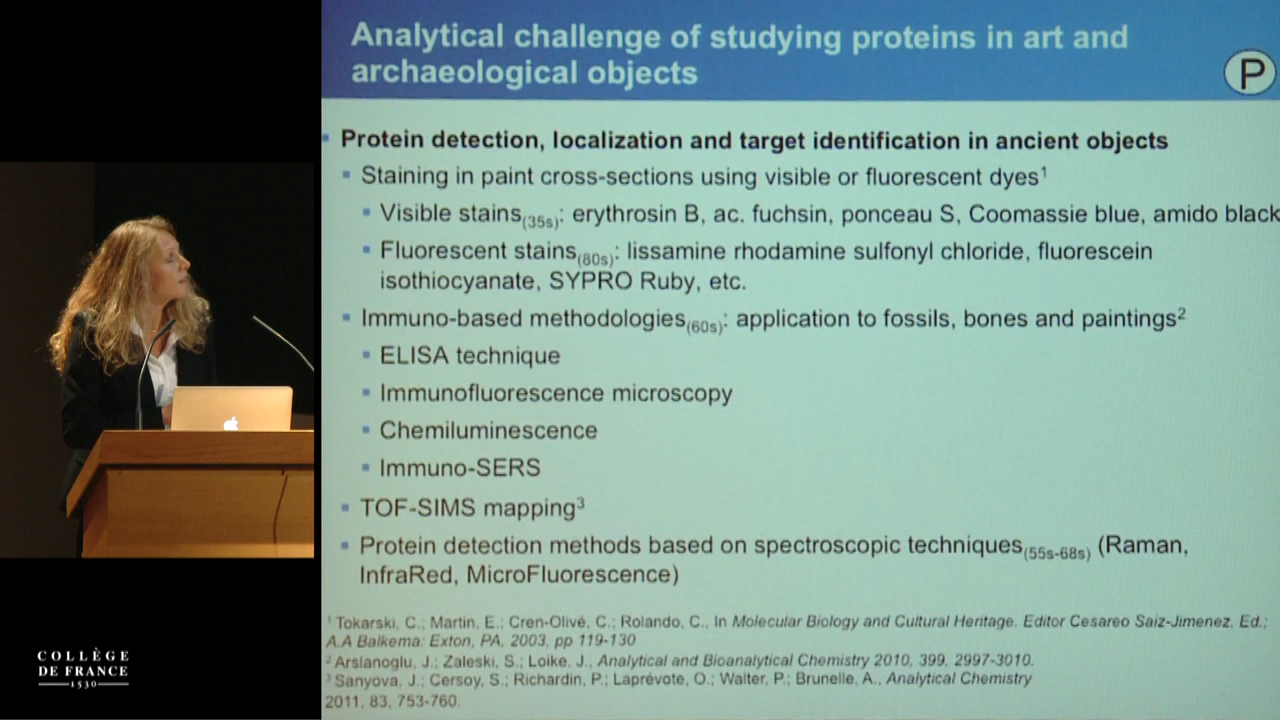 Analytical challenge of studying proteins in art and
archaeological objects
P
Protein detection, localization and target identification in ancient objects
Staining in paint cross-sections using visible or fluorescent dyes1
Visible stains(35s): erythrosin B, ac. fuchsin, ponceau S, Coomassie blue, amido black
Fluorescent stains(80s): lissamine rhodamine sulfonyl chloride, fluorescein
isothiocyanate, SYPRO Ruby, etc.
Immuno-based methodologies(60s): application to fossils, bones and paintings2
ELISA technique
Immunofluorescence microscopy
Chemiluminescence
Immuno-SERS
TOF-SIMS mapping3
Protein detection methods based on spectroscopic techniques(55s-68s) (Raman,
InfraRed, MicroFluorescence)
1 Tokarski, C.; Martin, E.; Cren-Olivé, C.; Rolando, C., In Molecular Biology and Cultural Heritage. Editor Cesareo Saiz-Jimenez, Ed.;
A.A Balkema: Exton, PA, 2003, pp 119-130
2 Arslanoglu, J.; Zaleski, S.; Loike, J., Analytical and Bioanalytical Chemistry 2010, 399, 2997-3010.
3 Sanyova, J.; Cersoy, S.; Richardin, P.; Laprévote, O.; Walter, P.; Brunelle, A., Analytical Chemistry
2011, 83, 753-760.
COLLÈGE
DE FRANCE
1530